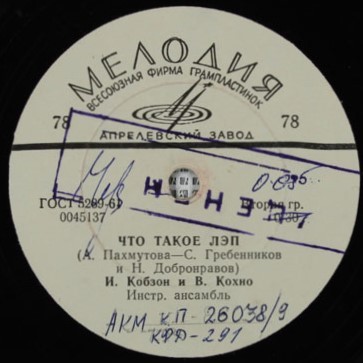 МЕЛОДИЯ
ВСЕСОЮЗНАЯ ФИРМА ГРАМПЛАСТИНОК
78 78
АПРЕЛЕВСКИЙ ЗАВОД
ГОСТ 5289-61
Вторая гр.
0045137
ЧТО ТАКОЕ ЛЭП
(А. Пахмутова—С. Гребенников
и Н. Добронравов)
И. Кобзон и В. Кохно
Инстр. ансамбль
АКМ КП-26038/9
КФД-291